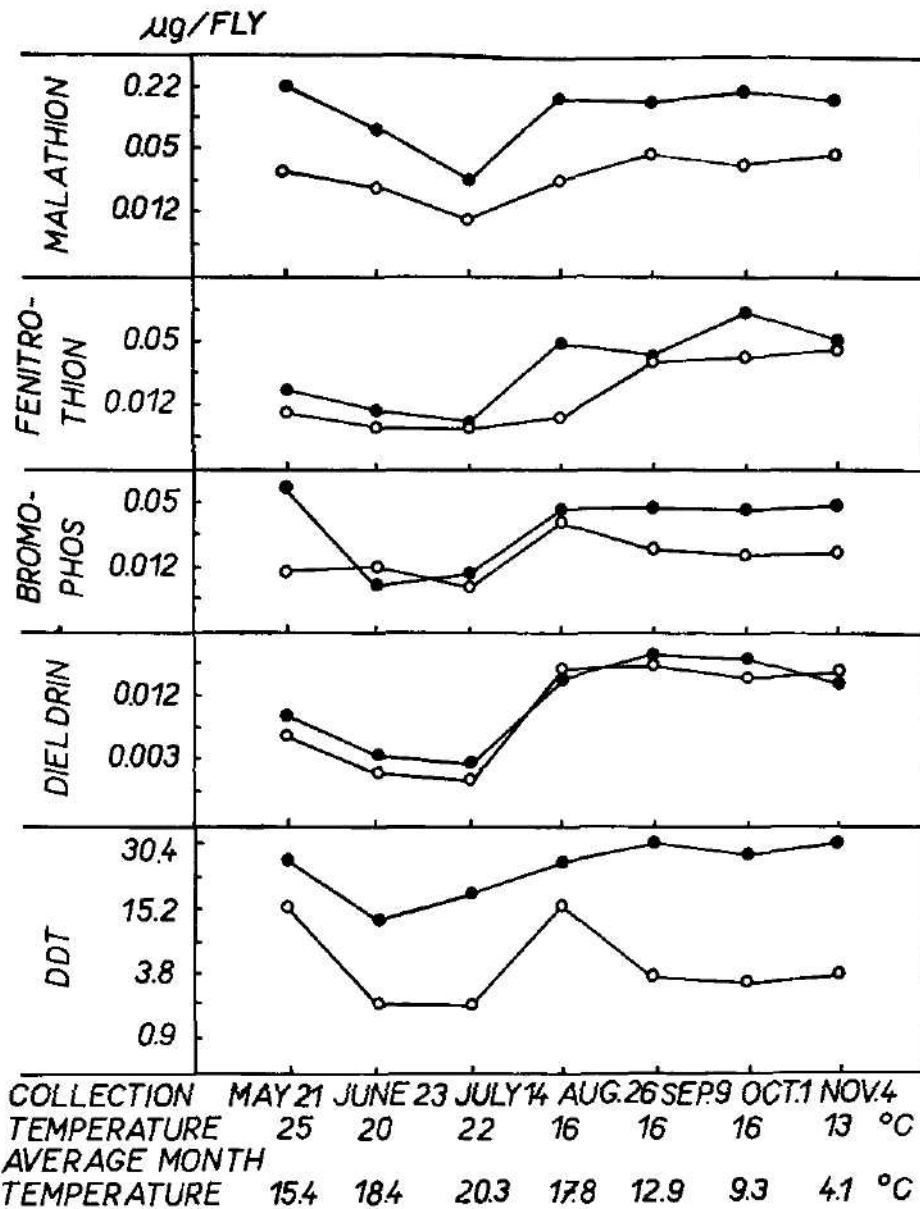 µg/FLY
MALATHION
0.22
0.05
0.012
FENITRO-
THION
0.05
0.012
BROMO-
PHOS
0.05
0.012
DIELDRIN
0.012
0.003
DDT
30.4
15.2
3.8
0.9
COLLECTION MAY 21 JUNE 23 JULY 14 AUG. 26 SEP. 9 OCT. 1 NOV. 4
TEMPERATURE 25 20 22 16 16 16 13 °C
AVERAGE MONTH
TEMPERATURE 15.4 18.4 20.3 17.8 12.9 9.3 4.1 °C